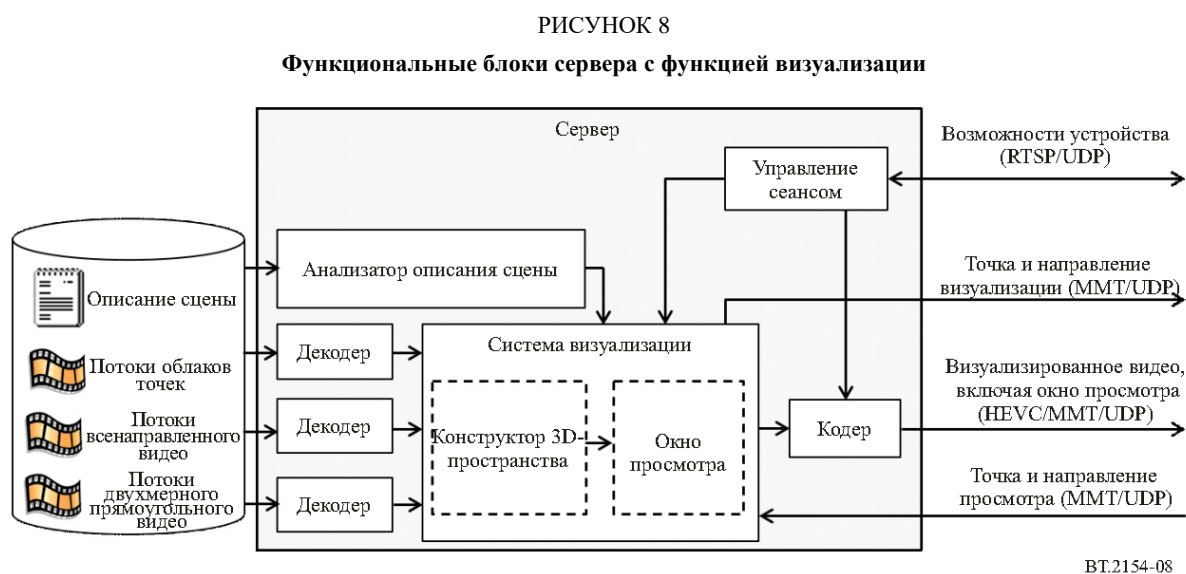 РИСУНОК 8
Функциональные блоки сервера с функцией визуализации
Сервер
Возможности устройства
(RTSP/UDP)
Управление
сеансом
Анализатор описания сцены
Описание сцены
Точка и направление
визуализации (MMT/UDP)
Декодер
Система визуализации
Потоки облаков
точек
Визуализированное видео,
включая окно просмотра
(HEVC/MMT/UDP)
Декодер
Конструктор 3D-
пространства
Окно
просмотра
Кодер
Потоки
всенаправленного
видео
Точка и направление
просмотра (MMT/UDP)
Декодер
Потоки
двухмерного
прямоугольного
видео
BT.2154-08